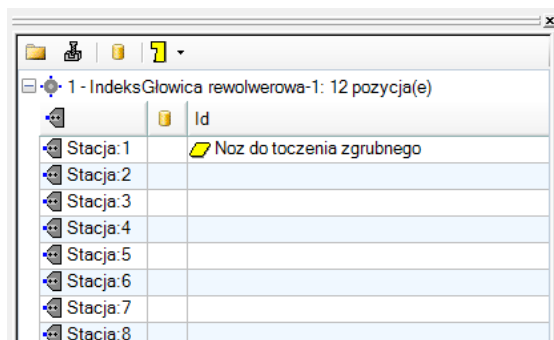 1 - IndeksGłowica rewolwerowa-1: 12 pozycja(e)
Id
Stacja:1 Noz do toczenia zgrubnego
Stacja:2
Stacja:3
Stacja:4
Stacja:5
Stacja:6
Stacja:7
Stacja:8